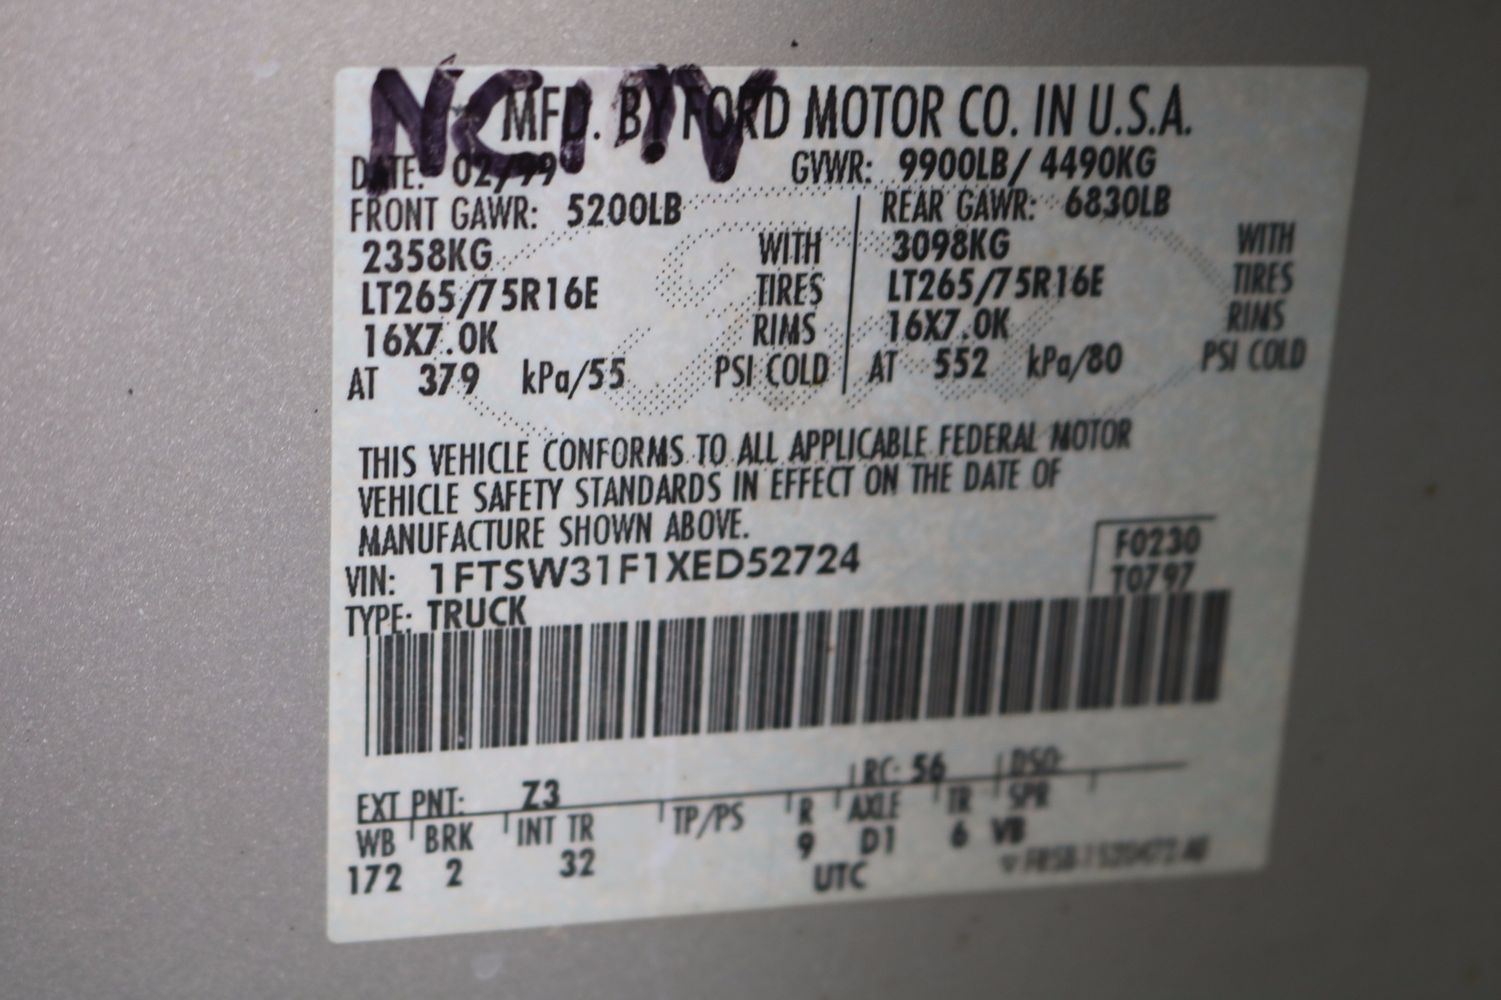 MFD. BY FORD MOTOR CO. IN U.S.A.
DATE: 02/99 GVWR: 9900LB/ 4490KG
FRONT GAWR: 5200LB REAR GAWR: 6830LB
2358KG WITH 3098KG WITH
LT265/75R16E TIRES LT265/75R16E TIRES
16X7.0K RIMS 16X7.0K RIMS
AT 379 kPa/55 PSI COLD AT 552 kPa/80 PSI COLD
THIS VEHICLE CONFORMS TO ALL APPLICABLE FEDERAL MOTOR
VEHICLE SAFETY STANDARDS IN EFFECT ON THE DATE OF
MANUFACTURE SHOWN ABOVE.
VIN: 1FTSW31F1XED52724 F0230
TYPE: TRUCK T0797
EXT PNT: Z3 RC: 56 DSO:
WB BRK INT TR TP/PS R AXLE TR SPR
172 2 32 9 D1 6 VB
UTC